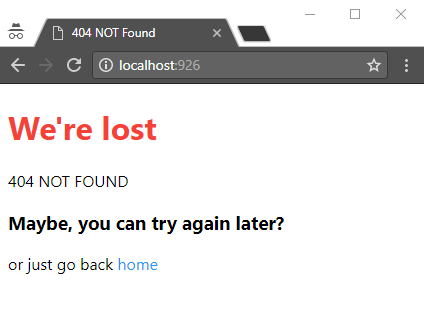 404 NOT Found
localhost:926
We're lost
404 NOT FOUND
Maybe, you can try again later?
or just go back home